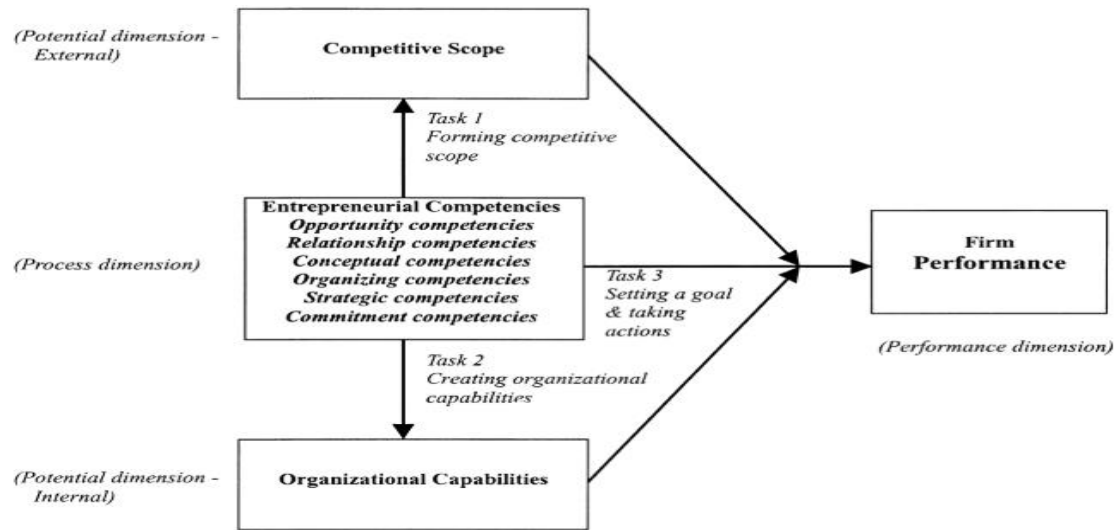 (Potential dimension -
External)
Competitive Scope
Task 1
Forming competitive
scope
(Process dimension)
Entrepreneurial Competencies
Opportunity competencies
Relationship competencies
Conceptual competencies
Organizing competencies
Strategic competencies
Commitment competencies
Task 3
Setting a goal
& taking
actions
Firm
Performance
(Performance dimension)
Task 2
Creating organizational
capabilities
(Potential dimension -
Internal)
Organizational Capabilities